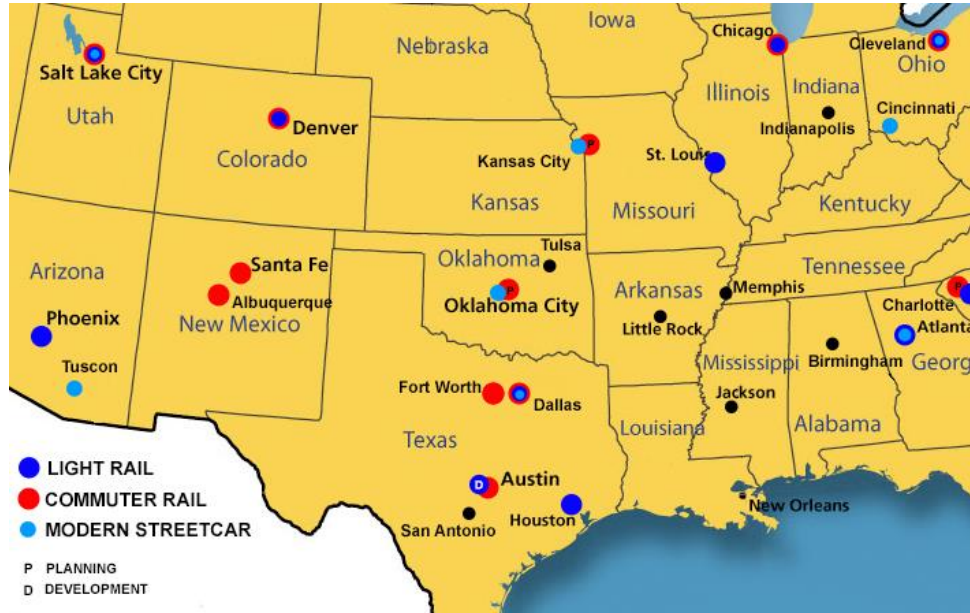 Iowa
Chicago
Nebraska
Cleveland
Ohio
Salt Lake City
Utah
Illinois
Indiana
Cincinnati
Indianapolis
Denver
Colorado
Kansas City
P
St. Louis
Kansas
Missouri
Kentucky
Tulsa
Oklahoma
Santa Fe
Arizona
Tennessee
P
Oklahoma City
Arkansas
Memphis
P
Albuquerque
Charlotte
Phoenix
New Mexico
Little Rock
Atlanta
Tuscon
Mississippi
Birmingham
Georg
Fort Worth
Dallas
Jackson
Texas
Louisiana
Alabama
LIGHT RAIL
D
Austin
COMMUTER RAIL
San Antonio
Houston
New Orleans
MODERN STREETCAR
P PLANNING
D DEVELOPMENT